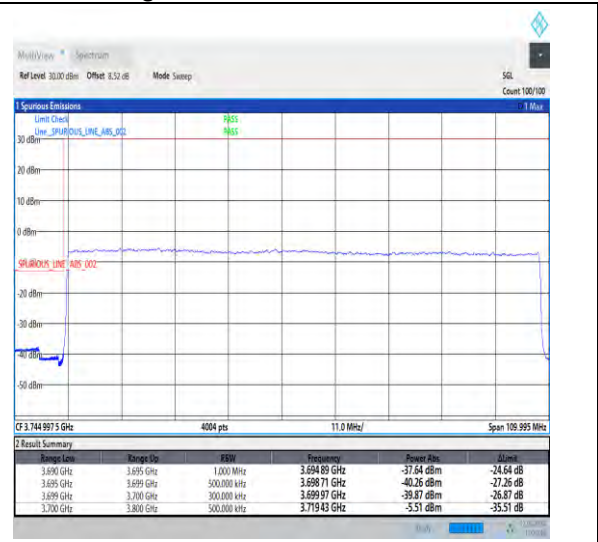 MultiView Spectrum
Ref Level 30.00 dBm Offset 8.52 dB Mode Sweep SGL
Count 100/100
1 Spurious Emissions 1 Max
Limit Check PASS
Line _SPURIOUS_LINE_ABS_002 PASS
30 dBm
20 dBm
10 dBm
0 dBm
SPURIOUS_LINE_ABS_002
-20 dBm
-30 dBm
-40 dBm
-50 dBm
CF 3.744 997 5 GHz 4004 pts 11.0 MHz/ Span 109.995 MHz
2 Result Summary
Range Low Range Up RBW Frequency Power Abs ΔLimit
3.690 GHz 3.695 GHz 1.000 MHz 3.694 89 GHz -37.64 dBm -24.64 dB
3.695 GHz 3.699 GHz 500.000 kHz 3.698 71 GHz -40.26 dBm -27.26 dB
3.699 GHz 3.700 GHz 300.000 kHz 3.699 97 GHz -39.87 dBm -26.87 dB
3.700 GHz 3.800 GHz 500.000 kHz 3.719 43 GHz -5.51 dBm -35.51 dB